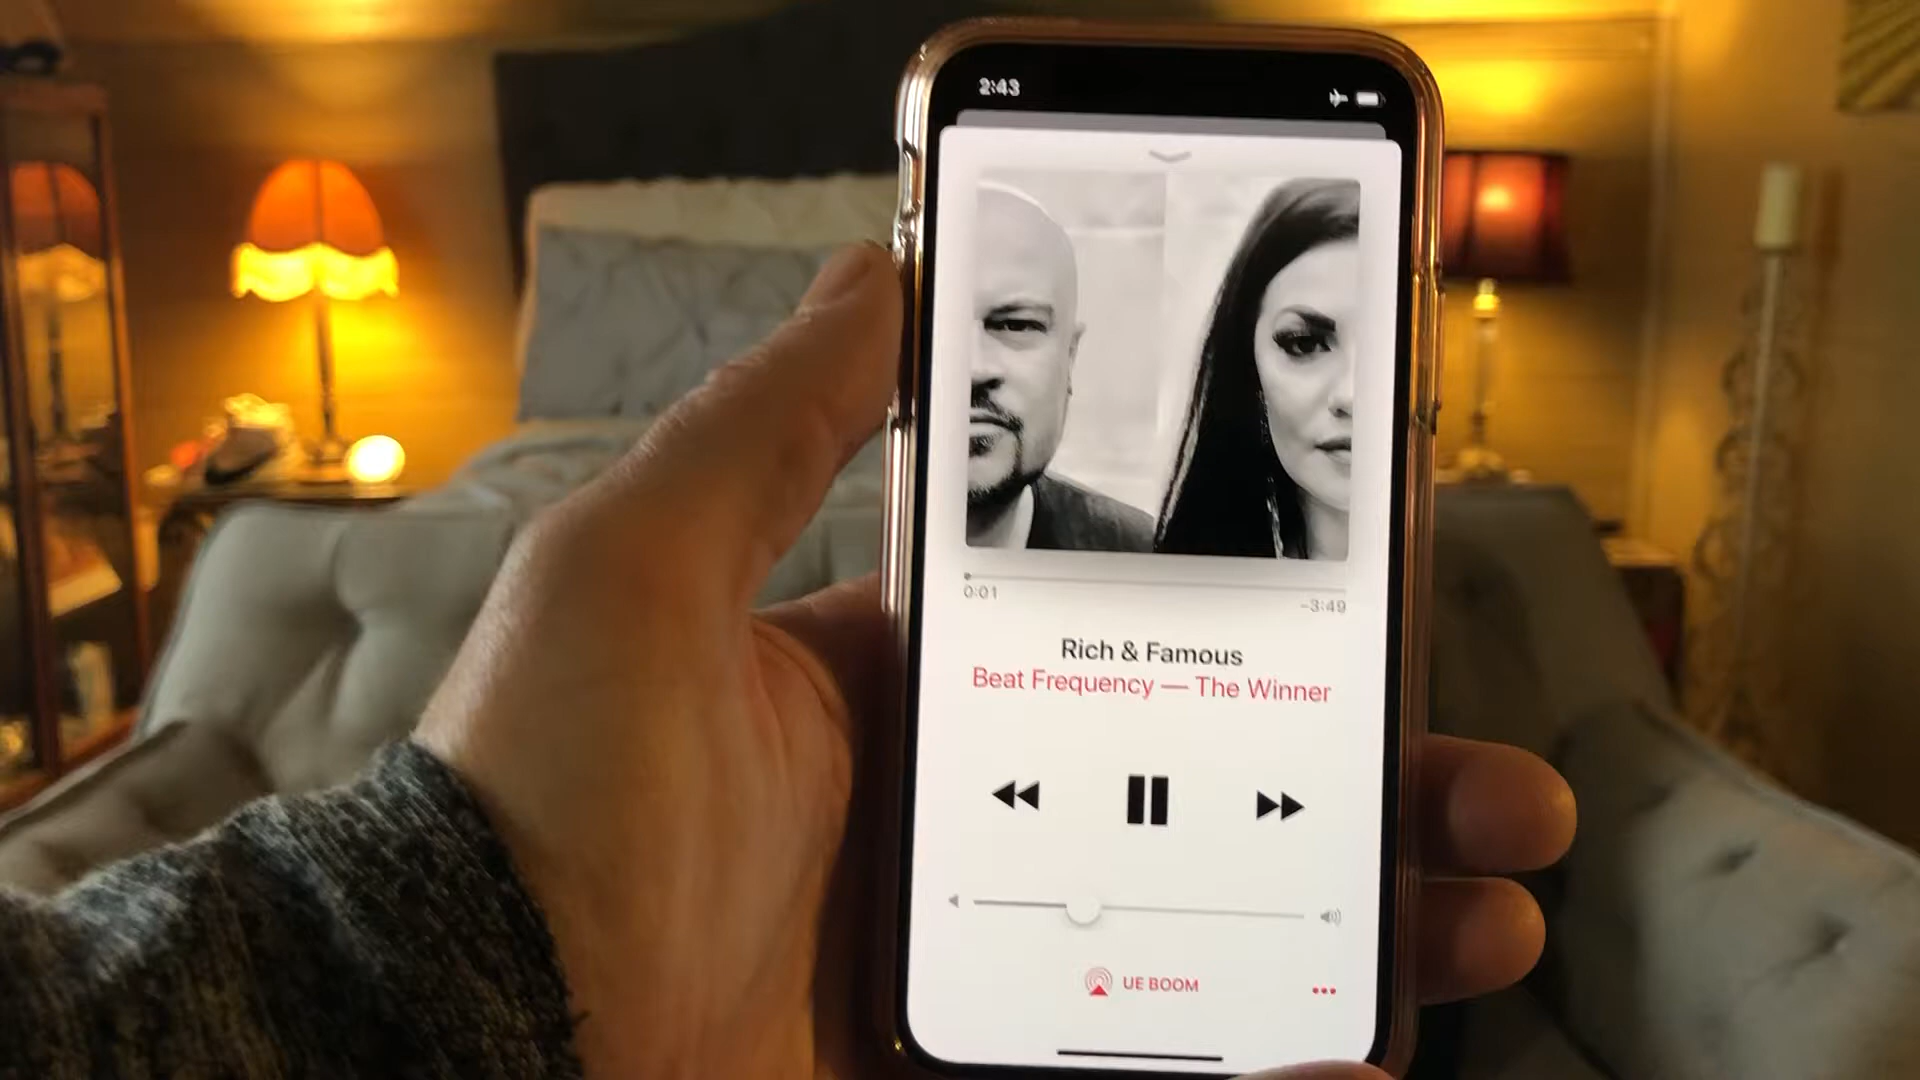 2:43
0:01
-3:49
Rich & Famous
Beat Frequency — The Winner
UE BOOM